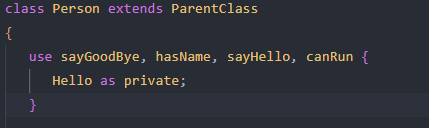 class Person extends ParentClass
{
use sayGoodBye, hasName, sayHello, canRun {
Hello as private;
}